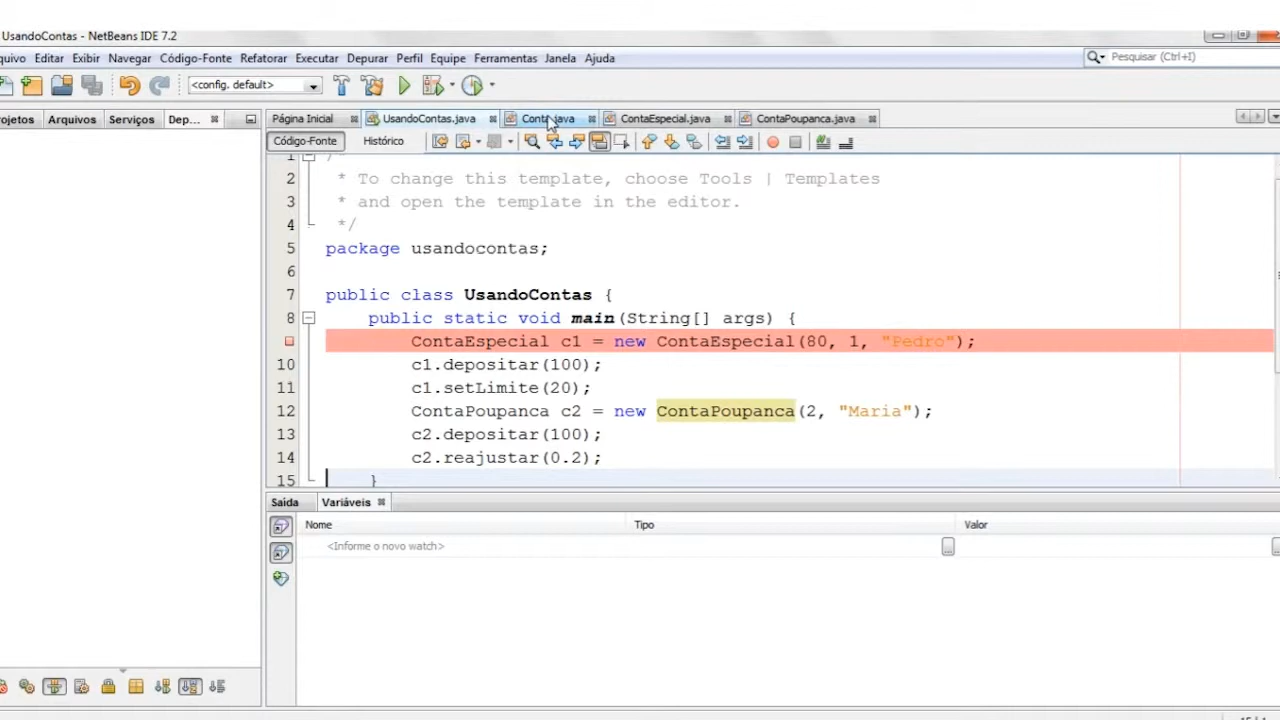 UsandoContas - NetBeans IDE 7.2
quivo Editar Exibir Navegar Código-Fonte Refatorar Executar Depurar Perfil Equipe Ferramentas Janela Ajuda
Pesquisar (Ctrl+I)
<config. default>
rojetos Arquivos Serviços Dep...
Página Inicial UsandoContas.java Conta.java ContaEspecial.java ContaPoupanca.java
Código-Fonte Histórico
1 /*
2 * To change this template, choose Tools | Templates
3 * and open the template in the editor.
4 */
5 package usandocontas;
6
7 public class UsandoContas {
8 public static void main(String[] args) {
ContaEspecial c1 = new ContaEspecial(80, 1, "Pedro");
10 c1.depositar(100);
11 c1.setLimite(20);
12 ContaPoupanca c2 = new ContaPoupanca(2, "Maria");
13 c2.depositar(100);
14 c2.reajustar(0.2);
15 }
Saída Variáveis
Nome Tipo Valor
<Informe o novo watch>